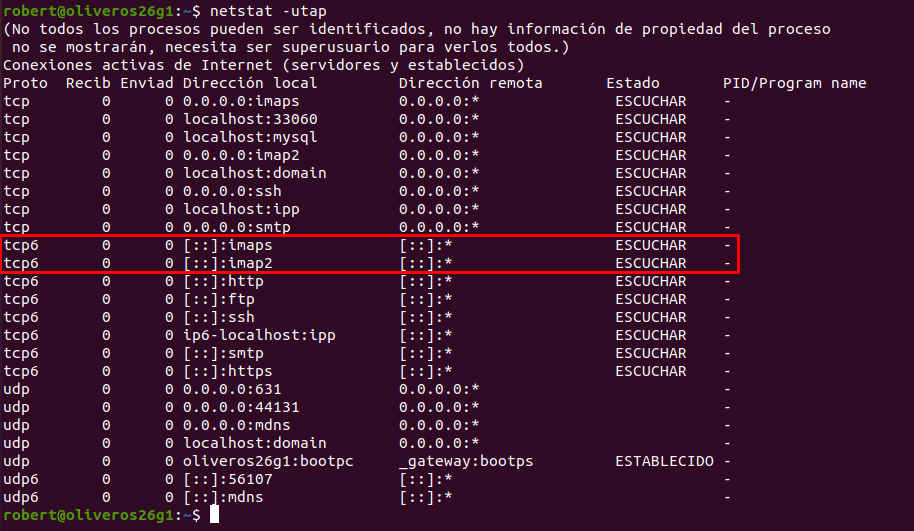 robert@oliveros26g1:~$ netstat -utap
(No todos los procesos pueden ser identificados, no hay información de propiedad del proceso
 no se mostrarán, necesita ser superusuario para verlos todos.)
Conexiones activas de Internet (servidores y establecidos)
Proto  Recib Enviad Dirección local         Dirección remota       Estado       PID/Program name
tcp        0      0 0.0.0.0:imaps           0.0.0.0:*               ESCUCHAR    -
tcp        0      0 localhost:33060         0.0.0.0:*               ESCUCHAR    -
tcp        0      0 localhost:mysql         0.0.0.0:*               ESCUCHAR    -
tcp        0      0 0.0.0.0:imap2           0.0.0.0:*               ESCUCHAR    -
tcp        0      0 localhost:domain        0.0.0.0:*               ESCUCHAR    -
tcp        0      0 0.0.0.0:ssh             0.0.0.0:*               ESCUCHAR    -
tcp        0      0 localhost:ipp           0.0.0.0:*               ESCUCHAR    -
tcp        0      0 0.0.0.0:smtp            0.0.0.0:*               ESCUCHAR    -
tcp6       0      0 [::]:imaps              [::]:*                  ESCUCHAR    -
tcp6       0      0 [::]:imap2              [::]:*                  ESCUCHAR    -
tcp6       0      0 [::]:http               [::]:*                  ESCUCHAR    -
tcp6       0      0 [::]:ftp                [::]:*                  ESCUCHAR    -
tcp6       0      0 [::]:ssh                [::]:*                  ESCUCHAR    -
tcp6       0      0 ip6-localhost:ipp       [::]:*                  ESCUCHAR    -
tcp6       0      0 [::]:smtp               [::]:*                  ESCUCHAR    -
tcp6       0      0 [::]:https              [::]:*                  ESCUCHAR    -
udp        0      0 0.0.0.0:631             0.0.0.0:*                           -
udp        0      0 0.0.0.0:44131           0.0.0.0:*                           -
udp        0      0 0.0.0.0:mdns            0.0.0.0:*                           -
udp        0      0 localhost:domain        0.0.0.0:*                           -
udp        0      0 oliveros26g1:bootpc     _gateway:bootps         ESTABLECIDO -
udp6       0      0 [::]:56107              [::]:*                              -
udp6       0      0 [::]:mdns               [::]:*                              -
robert@oliveros26g1:~$